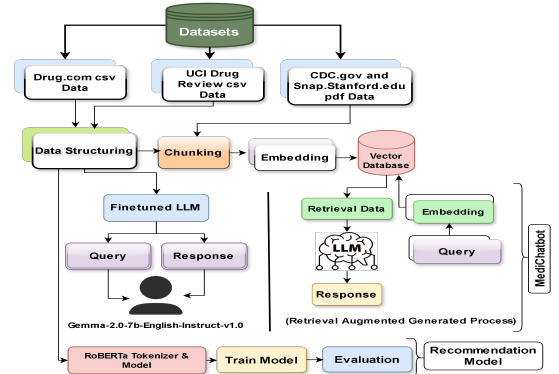 Datasets
Drug.com csv
Data
UCI Drug
Review csv
Data
CDC.gov and
Snap.Stanford.edu
pdf Data
Data Structuring
Chunking
Embedding
Vector
Database
Finetuned LLM
Query
Response
Gemma-2.0-7b-English-Instruct-v1.0
Retrieval Data
LLM
Response
Embedding
Query
(Retrieval Augmented Generated Process)
MediChatbot
RoBERTa Tokenizer &
Model
Train Model
Evaluation
Recommendation
Model